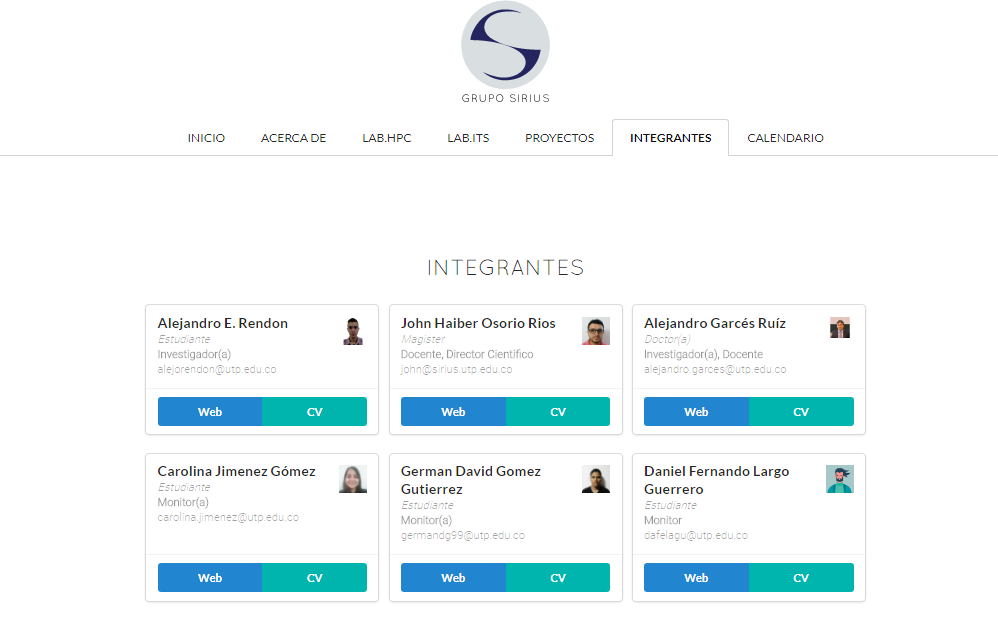 GRUPO SIRIUS
INICIO
ACERCA DE
LAB.HPC
LAB.ITS
PROYECTOS
INTEGRANTES
CALENDARIO
INTEGRANTES
Alejandro E. Rendon
Estudiante
Investigador(a)
alejorendon@utp.edu.co
Web
CV
John Haiber Osorio Rios
Magister
Docente, Director Cientifico
john@sirius.utp.edu.co
Web
CV
Alejandro Garcés Ruíz
Doctor(a)
Investigador(a), Docente
alejandro.garces@utp.edu.co
Web
CV
Carolina Jimenez Gómez
Estudiante
Monitor(a)
carolina.jimenez@utp.edu.co
Web
CV
German David Gomez
Gutierrez
Estudiante
Monitor(a)
germandg99@utp.edu.co
Web
CV
Daniel Fernando Largo
Guerrero
Estudiante
Monitor
dafelagu@utp.edu.co
Web
CV